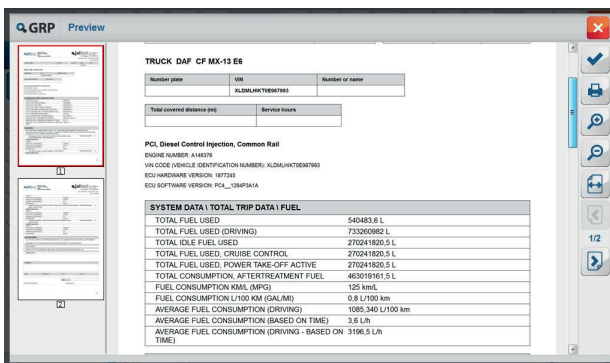 GRP Preview
TRUCK DAF CF MX-13 E6
Number plate VIN Number or name
XLDMLHIKT0E987993
Total covered distance (mi) Service hours
PCI, Diesel Control Injection, Common Rail
ENGINE NUMBER: A146376
VIN CODE (VEHICLE IDENTIFICATION NUMBER): XLDMLHIKT0E987993
ECU HARDWARE VERSION: 1877245
ECU SOFTWARE VERSION: PC4__1284P3A1A
SYSTEM DATA \ TOTAL TRIP DATA \ FUEL
TOTAL FUEL USED 540483,6 L
TOTAL FUEL USED (DRIVING) 733260982 L
TOTAL IDLE FUEL USED 270241820,5 L
TOTAL FUEL USED, CRUISE CONTROL 270241820,5 L
TOTAL FUEL USED, POWER TAKE-OFF ACTIVE 270241820,5 L
TOTAL CONSUMPTION, AFTERTREATMENT FUEL 463019161,5 L
FUEL CONSUMPTION KM/L (MPG) 125 km/L
FUEL CONSUMPTION L/100 KM (GAL/MI) 0,8 L/100 km
AVERAGE FUEL CONSUMPTION (DRIVING) 1085,340 L/100 km
AVERAGE FUEL CONSUMPTION (BASED ON TIME) 3,6 L/h
AVERAGE FUEL CONSUMPTION (DRIVING - BASED ON 3196,5 L/h
TIME)
1
2
1/2